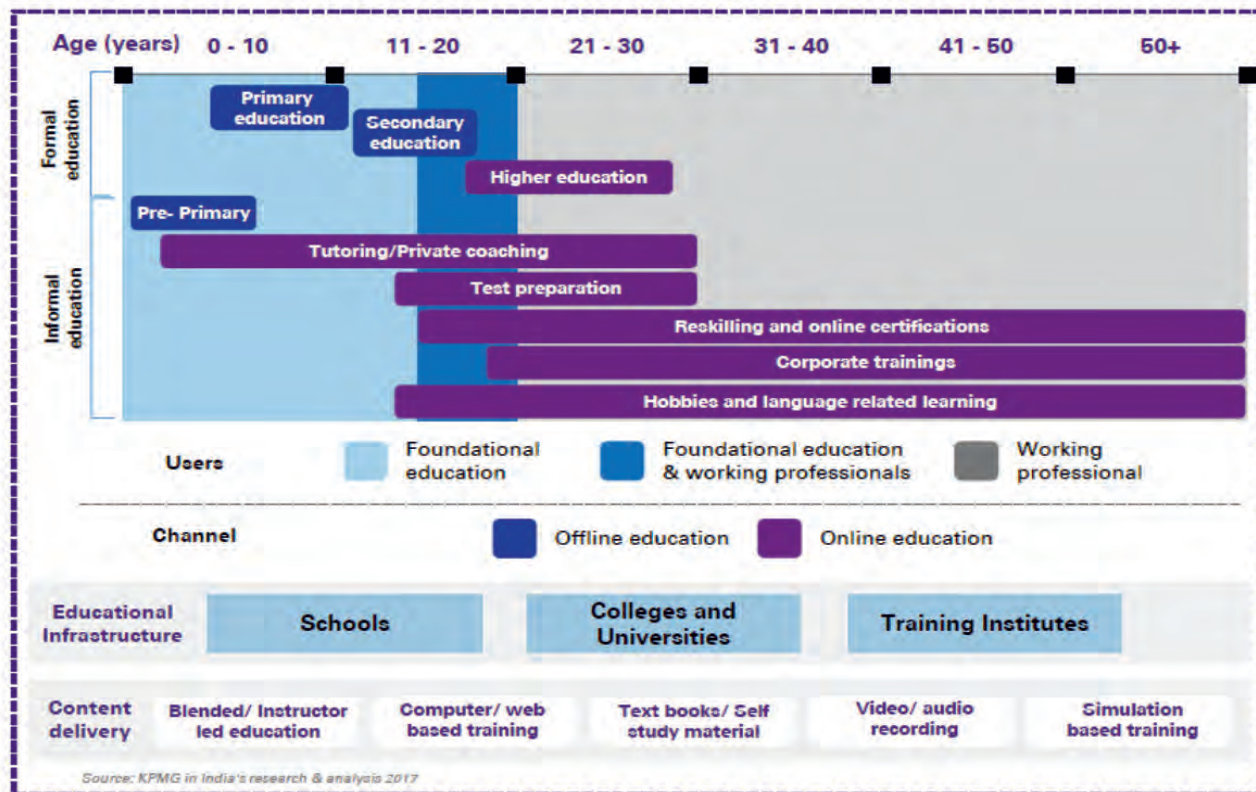 Age (years) 0 - 10 11 - 20 21 - 30 31 - 40 41 - 50 50+
Formal
education
Primary
education
Secondary
education
Higher education
Informal
education
Pre- Primary
Tutoring/Private coaching
Test preparation
Reskilling and online certifications
Corporate trainings
Hobbies and language related learning
Users
Foundational
education
Foundational education
& working professionals
Working
professional
Channel
Offline education
Online education
Educational
Infrastructure
Schools
Colleges and
Universities
Training Institutes
Content
delivery
Blended/ Instructor
led education
Computer/ web
based training
Text books/ Self
study material
Video/ audio
recording
Simulation
based training
Source: KPMG in India's research & analysis 2017